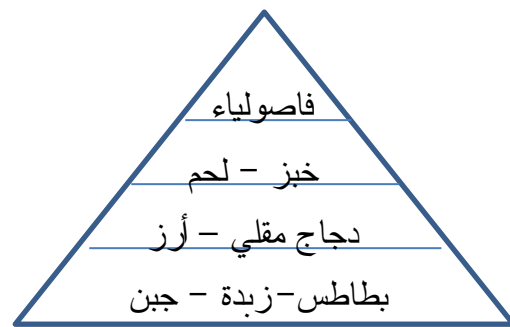 فاصولياء
خبز - لحم
دجاج مقلي - أرز
بطاطس-زبدة - جبن